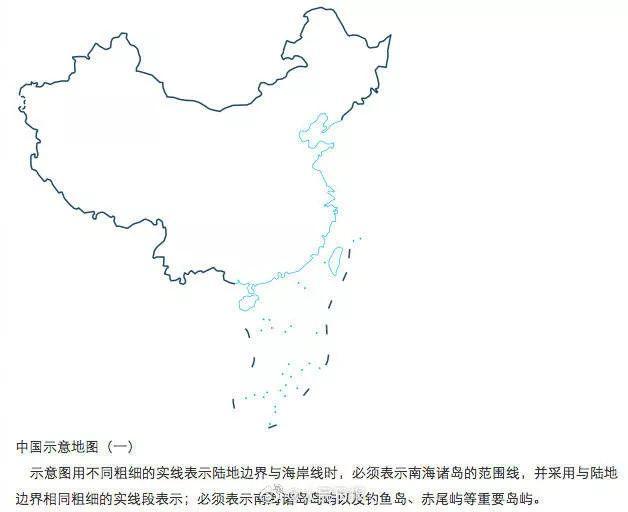 中国示意地图（一）
示意图用不同粗细的实线表示陆地边界与海岸线时，必须表示南海诸岛的范围线，并采用与陆地
边界相同粗细的实线段表示；必须表示南海诸岛岛屿以及钓鱼岛、赤尾屿等重要岛屿。